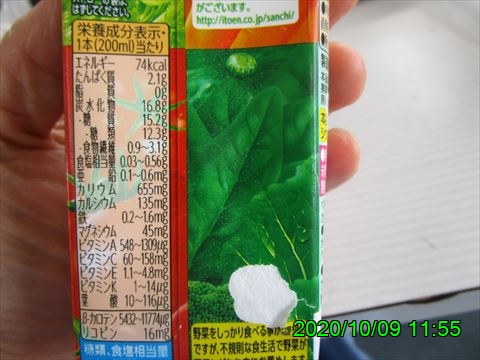 はずしてください。
がございます。
http://itoen.co.jp/sanchi/
栄養成分表示・
1本(200ml)当たり
エネルギー 74kcal
たんぱく質 2.1g
脂質 0g
炭水化物 16.8g
-糖質 15.2g
-糖類 12.3g
-食物繊維 0.9~3.1g
食塩相当量 0.03~0.56g
亜鉛 0.1~0.6mg
カリウム 655mg
カルシウム 135mg
鉄 0.2~1.6mg
マグネシウム 45mg
ビタミンA 548~1309μg
ビタミンC 60~158mg
ビタミンE 1.1~4.8mg
ビタミンK 1~14μg
葉酸 10~116μg
β-カロテン 5432~11774μg
リコピン 16mg
糖類、食塩相当量
野菜をしっかり食べる事が
ですが、不規則な食生活で野菜が
2020/10/09 11:55